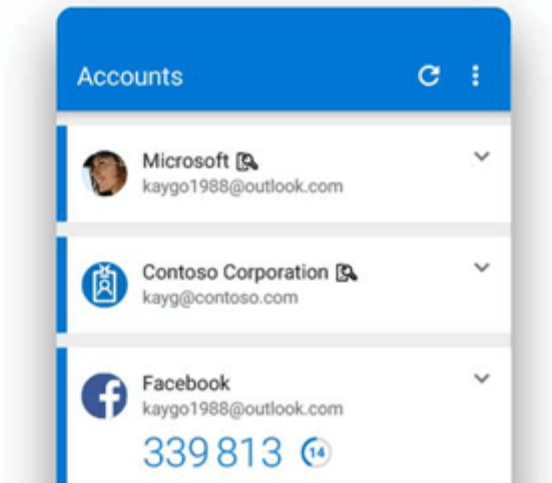 Accounts
Microsoft
kaygo1988@outlook.com
Contoso Corporation
kayg@contoso.com
Facebook
kaygo1988@outlook.com
339 813 14